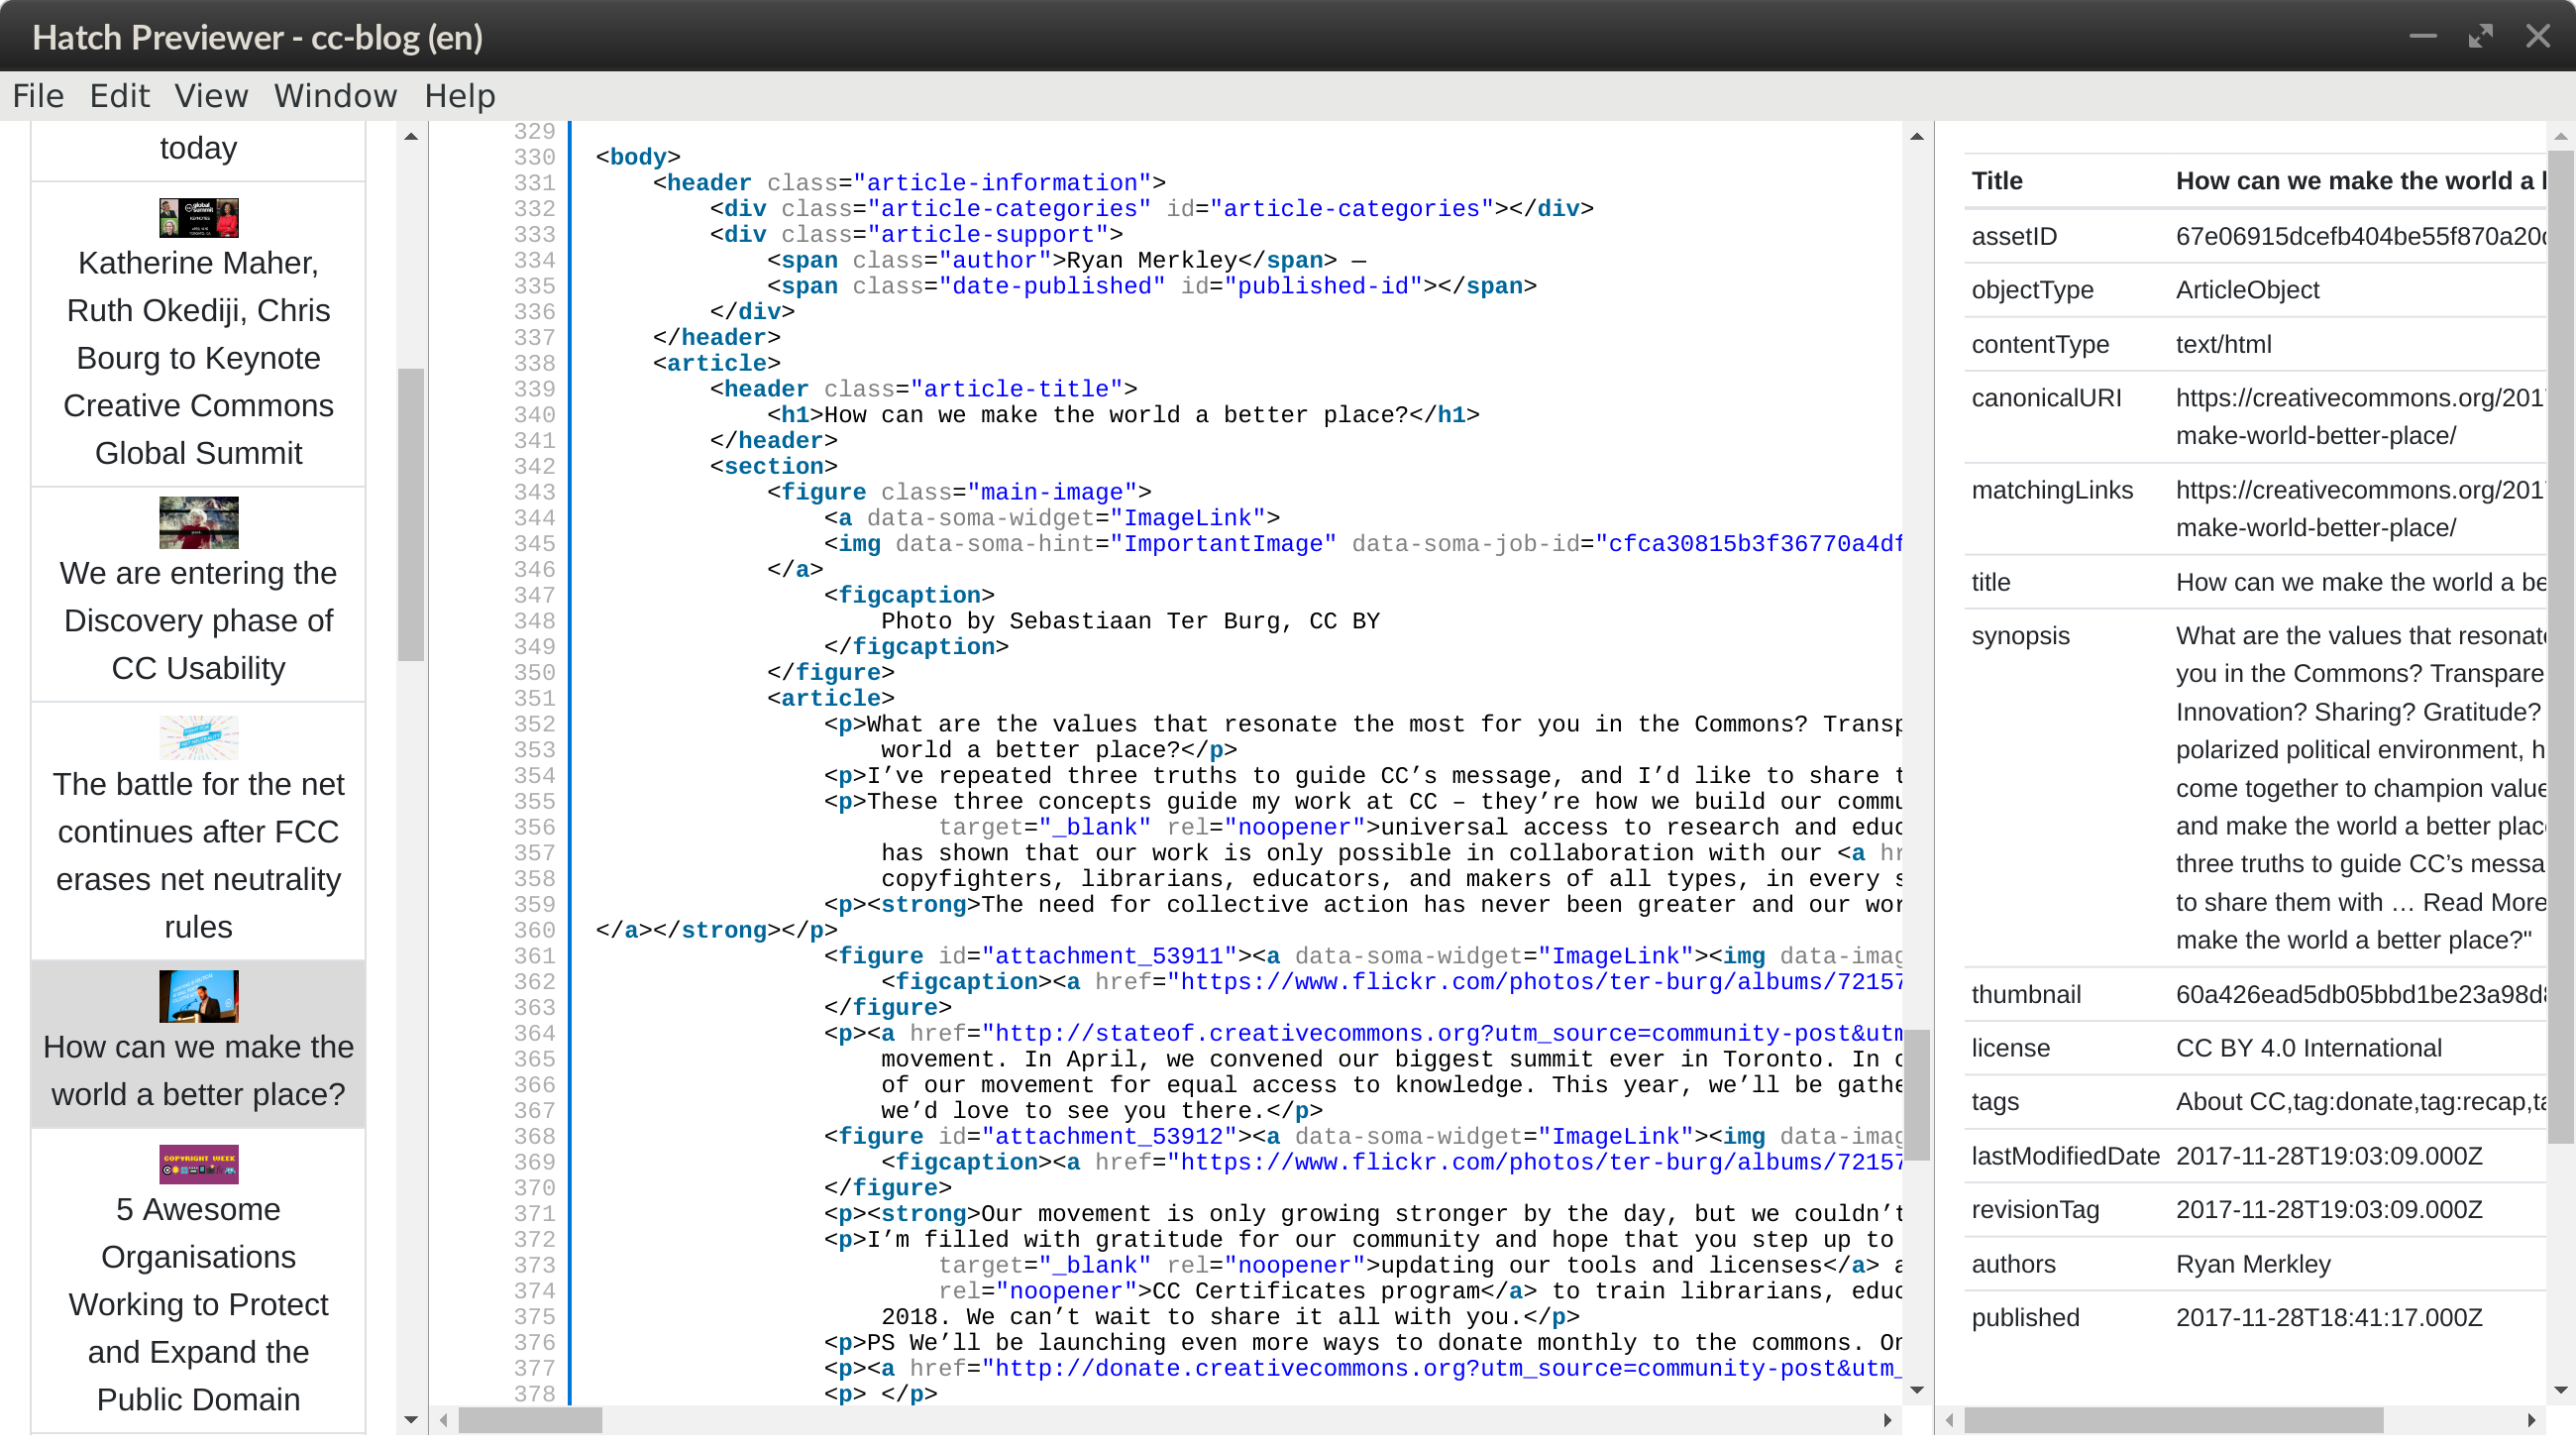 Hatch Previewer - cc-blog (en)
File Edit View Window Help
today
global summit
KEYNOTES
Katherine Maher,
Ruth Okediji, Chris
Bourg to Keynote
Creative Commons
Global Summit
We are entering the
Discovery phase of
CC Usability
NET NEUTRALITY
The battle for the net
continues after FCC
erases net neutrality
rules
How can we make the
world a better place?
COPYRIGHT WEEK
5 Awesome
Organisations
Working to Protect
and Expand the
Public Domain
329
330 <body>
331 <header class="article-information">
332 <div class="article-categories" id="article-categories"></div>
333 <div class="article-support">
334 <span class="author">Ryan Merkley</span> —
335 <span class="date-published" id="published-id"></span>
336 </div>
337 </header>
338 <article>
339 <header class="article-title">
340 <h1>How can we make the world a better place?</h1>
341 </header>
342 <section>
343 <figure class="main-image">
344 <a data-soma-widget="ImageLink">
345 <img data-soma-hint="ImportantImage" data-soma-job-id="cfca30815b3f36770a4df
346 </a>
347 <figcaption>
348 Photo by Sebastiaan Ter Burg, CC BY
349 </figcaption>
350 </figure>
351 <article>
352 <p>What are the values that resonate the most for you in the Commons? Transp
353 world a better place?</p>
354 <p>I’ve repeated three truths to guide CC’s message, and I’d like to share t
355 <p>These three concepts guide my work at CC – they’re how we build our commu
356 target="_blank" rel="noopener">universal access to research and educ
357 has shown that our work is only possible in collaboration with our <a hr
358 copyfighters, librarians, educators, and makers of all types, in every s
359 <p><strong>The need for collective action has never been greater and our wor
360 </a></strong></p>
361 <figure id="attachment_53911"><a data-soma-widget="ImageLink"><img data-imag
362 <figcaption><a href="https://www.flickr.com/photos/ter-burg/albums/72157
363 </figure>
364 <p><a href="http://stateof.creativecommons.org?utm_source=community-post&utm
365 movement. In April, we convened our biggest summit ever in Toronto. In c
366 of our movement for equal access to knowledge. This year, we’ll be gathe
367 we’d love to see you there.</p>
368 <figure id="attachment_53912"><a data-soma-widget="ImageLink"><img data-imag
369 <figcaption><a href="https://www.flickr.com/photos/ter-burg/albums/72157
370 </figure>
371 <p><strong>Our movement is only growing stronger by the day, but we couldn’t
372 <p>I’m filled with gratitude for our community and hope that you step up to
373 target="_blank" rel="noopener">updating our tools and licenses</a> a
374 rel="noopener">CC Certificates program</a> to train librarians, educ
375 2018. We can’t wait to share it all with you.</p>
376 <p>PS We’ll be launching even more ways to donate monthly to the commons. On
377 <p><a href="http://donate.creativecommons.org?utm_source=community-post&utm_
378 <p> </p>
Title How can we make the world a b
assetID 67e06915dcefb404be55f870a20
objectType ArticleObject
contentType text/html
canonicalURI https://creativecommons.org/201
make-world-better-place/
matchingLinks https://creativecommons.org/201
make-world-better-place/
title How can we make the world a be
synopsis What are the values that resonate
you in the Commons? Transpare
Innovation? Sharing? Gratitude?
polarized political environment, h
come together to champion value
and make the world a better plac
three truths to guide CC’s messa
to share them with … Read More
make the world a better place?"
thumbnail 60a426ead5db05bbd1be23a98d
license CC BY 4.0 International
tags About CC,tag:donate,tag:recap,ta
lastModifiedDate 2017-11-28T19:03:09.000Z
revisionTag 2017-11-28T19:03:09.000Z
authors Ryan Merkley
published 2017-11-28T18:41:17.000Z